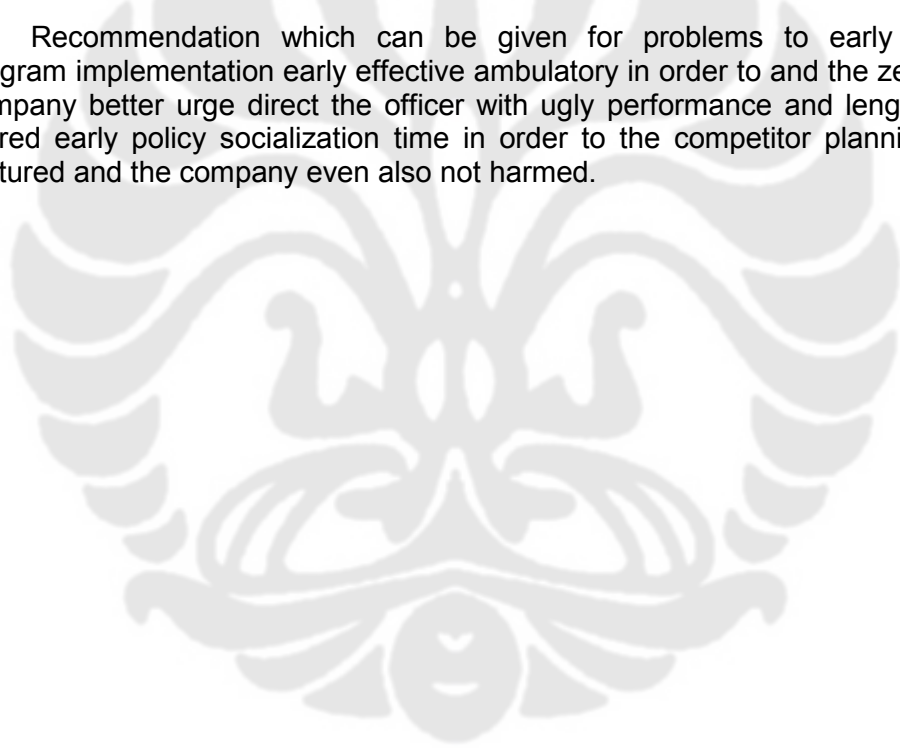 Recommendation which can be given for problems to early
gram implementation early effective ambulatory in order to and the ze
mpany better urge direct the officer with ugly performance and leng
red early policy socialization time in order to the competitor planni
tured and the company even also not harmed.